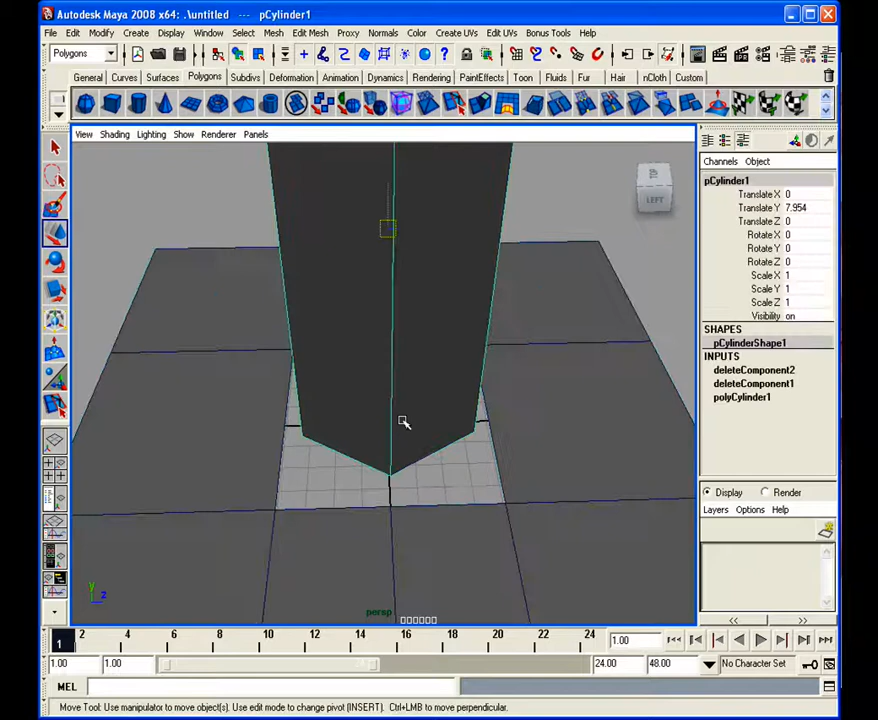 Autodesk Maya 2008 x64: .\untitled --- pCylinder1
File Edit Modify Create Display Window Select Mesh Edit Mesh Proxy Normals Color Create UVs Edit UVs Bonus Tools Help
Polygons
General Curves Surfaces Polygons Subdivs Deformation Animation Dynamics Rendering PaintEffects Toon Fluids Fur Hair nCloth Custom
View Shading Lighting Show Renderer Panels
Channels Object
pCylinder1
Translate X 0
Translate Y 7.954
Translate Z 0
Rotate X 0
Rotate Y 0
Rotate Z 0
Scale X 1
Scale Y 1
Scale Z 1
Visibility on
SHAPES
pCylinderShape1
INPUTS
deleteComponent2
deleteComponent1
polyCylinder1
LEFT
Display Render
Layers Options Help
persp
y
z
1 2 4 6 8 10 12 14 16 18 20 22 24 1.00
1.00 1.00 24.00 48.00 No Character Set
MEL
Move Tool: Use manipulator to move object(s). Use edit mode to change pivot (INSERT). Ctrl+LMB to move perpendicular.